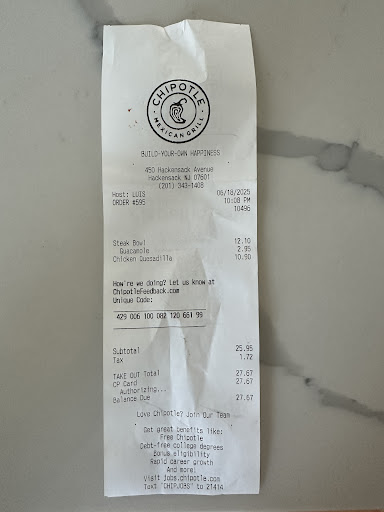 CHIPOTLE
MEXICAN GRILL
BUILD-YOUR-OWN HAPPINESS
450 Hackensack Avenue
Hackensack NJ 07601
(201) 343-1408
Host: LUIS 06/18/2025
ORDER #595 10:08 PM
10496
Steak Bowl 12.10
Guacamole 2.95
Chicken Quesadilla 10.90
How're we doing? Let us know at
ChipotleFeedback.com
Unique Code:
429 006 100 082 120 661 99
Subtotal 25.95
Tax 1.72
TAKE OUT Total 27.67
CP Card 27.67
Authorizing...
Balance Due 27.67
Love Chipotle? Join Our Team
Get great benefits like:
Free Chipotle
Debt-free college degrees
Bonus eligibility
Rapid career growth
And more.
Visit jobs.chipotle.com
Text "CHIPJOBS" to 21414